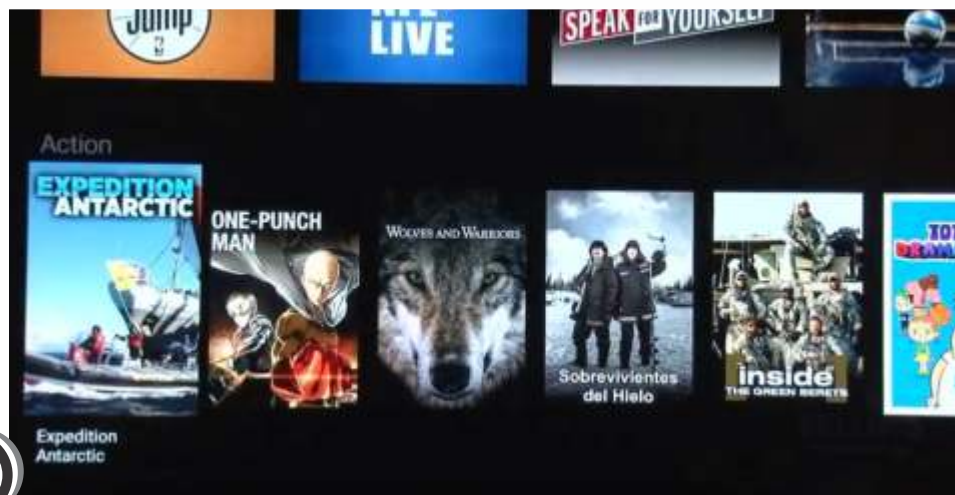 Jump
LIVE
SPEAK FOR YOURSELF
Action
EXPEDITION
ANTARCTIC
ONE-PUNCH
MAN
WOLVES AND WARRIORS
Sobrevivientes
del Hielo
inside
THE GREEN BERETS
Expedition
Antarctic